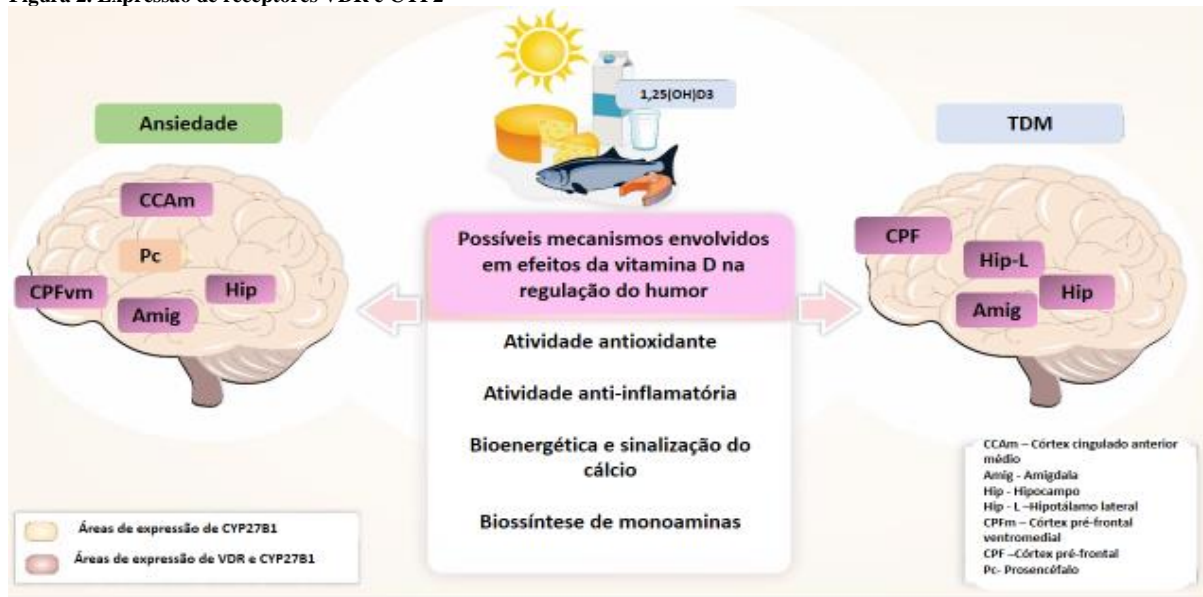 Figura 2. Expressão de receptores VDR e
1,25(OH)D3
Ansiedade
CCAm
Pc
CPFvm
Hip
Amig
Possíveis mecanismos envolvidos
em efeitos da vitamina D na
regulação do humor
Atividade antioxidante
Atividade anti-inflamatória
Bioenergética e sinalização do
cálcio
Biossíntese de monoaminas
TDM
CPF
Hip-L
Hip
Amig
Áreas de expressão de CYP27B1
Áreas de expressão de VDR e CYP27B1
CCAm – Córtex cingulado anterior
médio
Amig - Amigdala
Hip - Hipocampo
Hip - L –Hipotálamo lateral
CPFm – Córtex pré-frontal
ventromedial
CPF –Córtex pré-frontal
Pc- Prosencéfalo